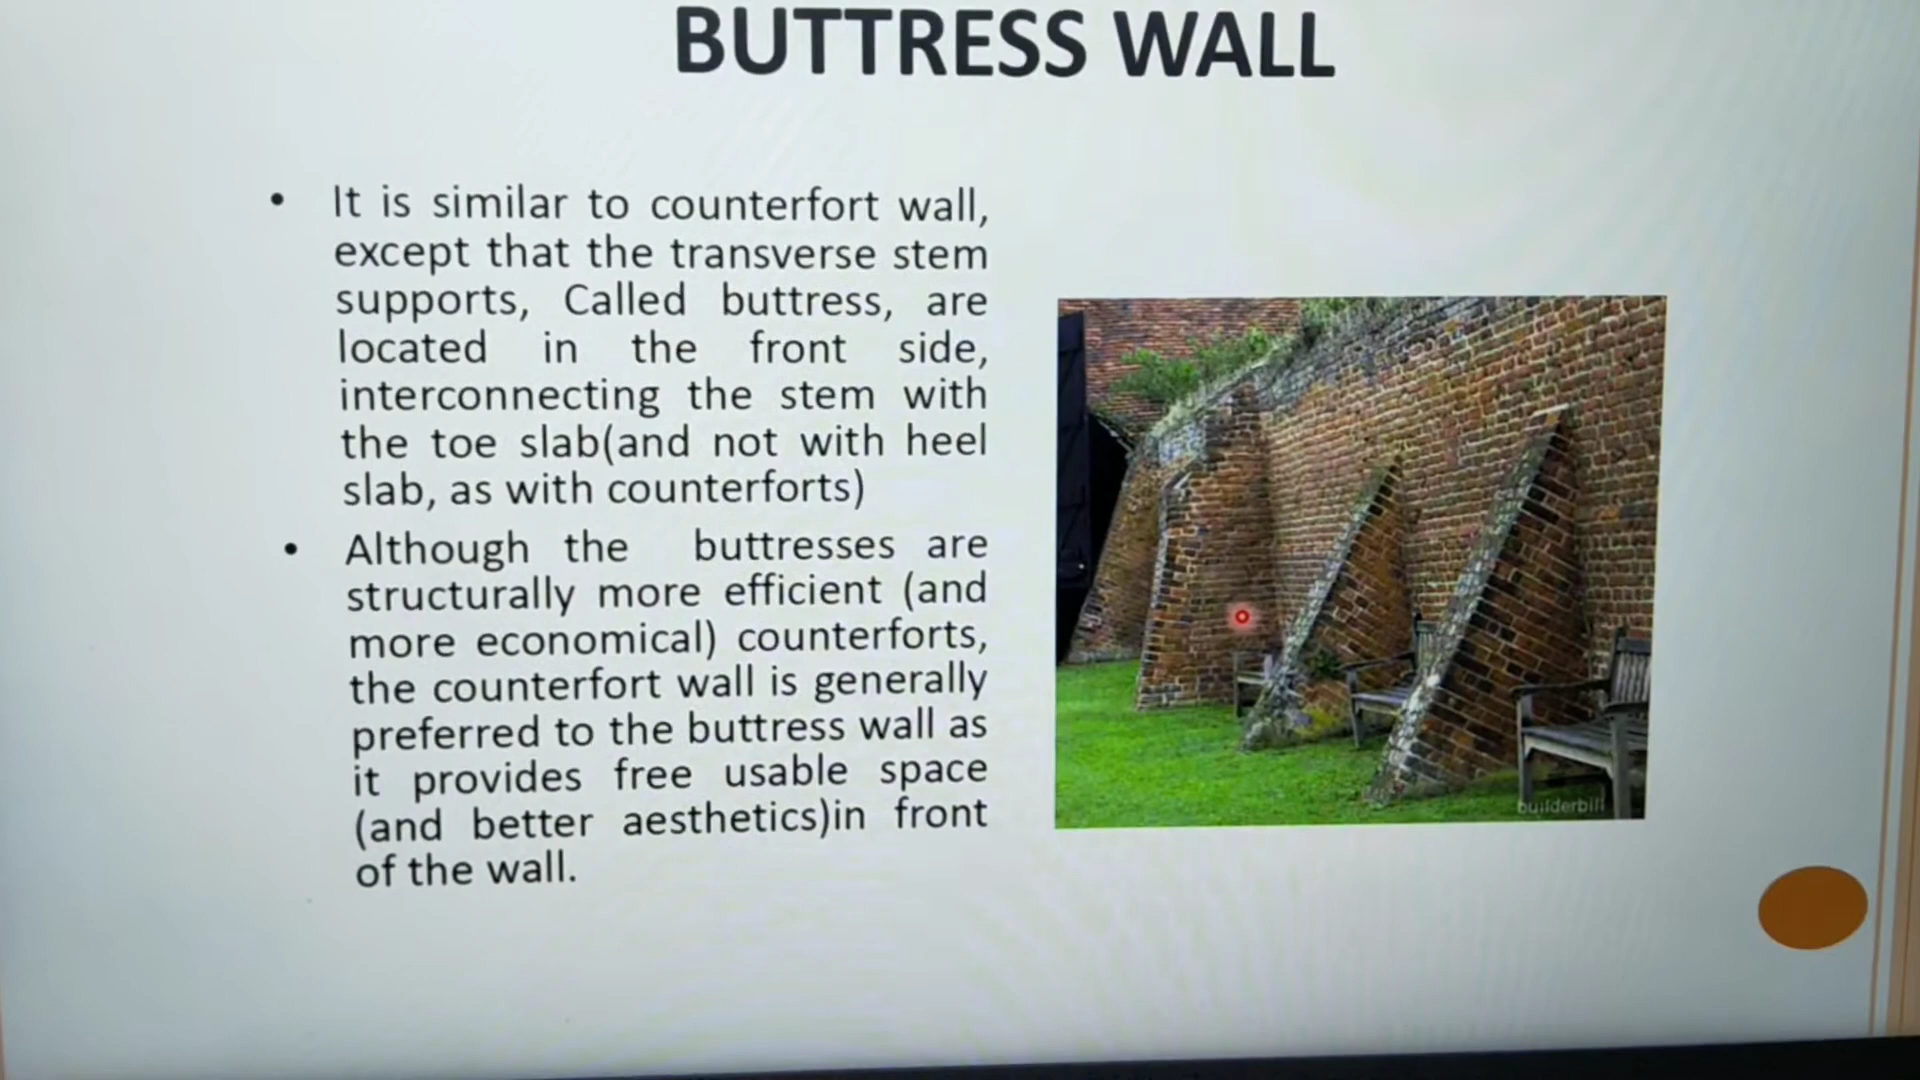 BUTTRESS WALL
• It is similar to counterfort wall,
except that the transverse stem
supports, Called buttress, are
located in the front side,
interconnecting the stem with
the toe slab(and not with heel
slab, as with counterforts)
• Although the buttresses are
structurally more efficient (and
more economical) counterforts,
the counterfort wall is generally
preferred to the buttress wall as
it provides free usable space
(and better aesthetics)in front
of the wall.
builderbill